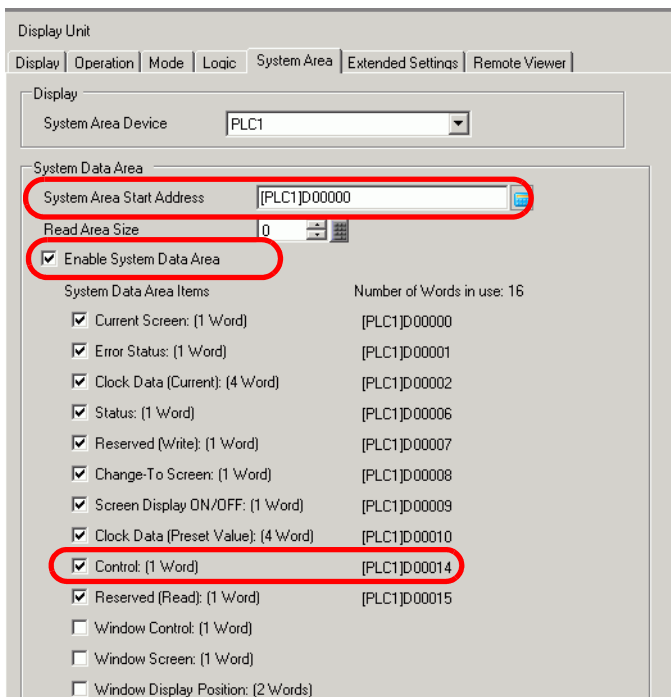 Display Unit
Display Operation Mode Logic System Area Extended Settings Remote Viewer
Display
System Area Device PLC1
System Data Area
System Area Start Address [PLC1]D00000
Read Area Size 0
Enable System Data Area
System Data Area Items Number of Words in use: 16
Current Screen: (1 Word) [PLC1]D00000
Error Status: (1 Word) [PLC1]D00001
Clock Data (Current): (4 Word) [PLC1]D00002
Status: (1 Word) [PLC1]D00006
Reserved (Write): (1 Word) [PLC1]D00007
Change-To Screen: (1 Word) [PLC1]D00008
Screen Display ON/OFF: (1 Word) [PLC1]D00009
Clock Data (Preset Value): (4 Word) [PLC1]D00010
Control: (1 Word) [PLC1]D00014
Reserved (Read): (1 Word) [PLC1]D00015
Window Control: (1 Word)
Window Screen: (1 Word)
Window Display Position: (2 Words)